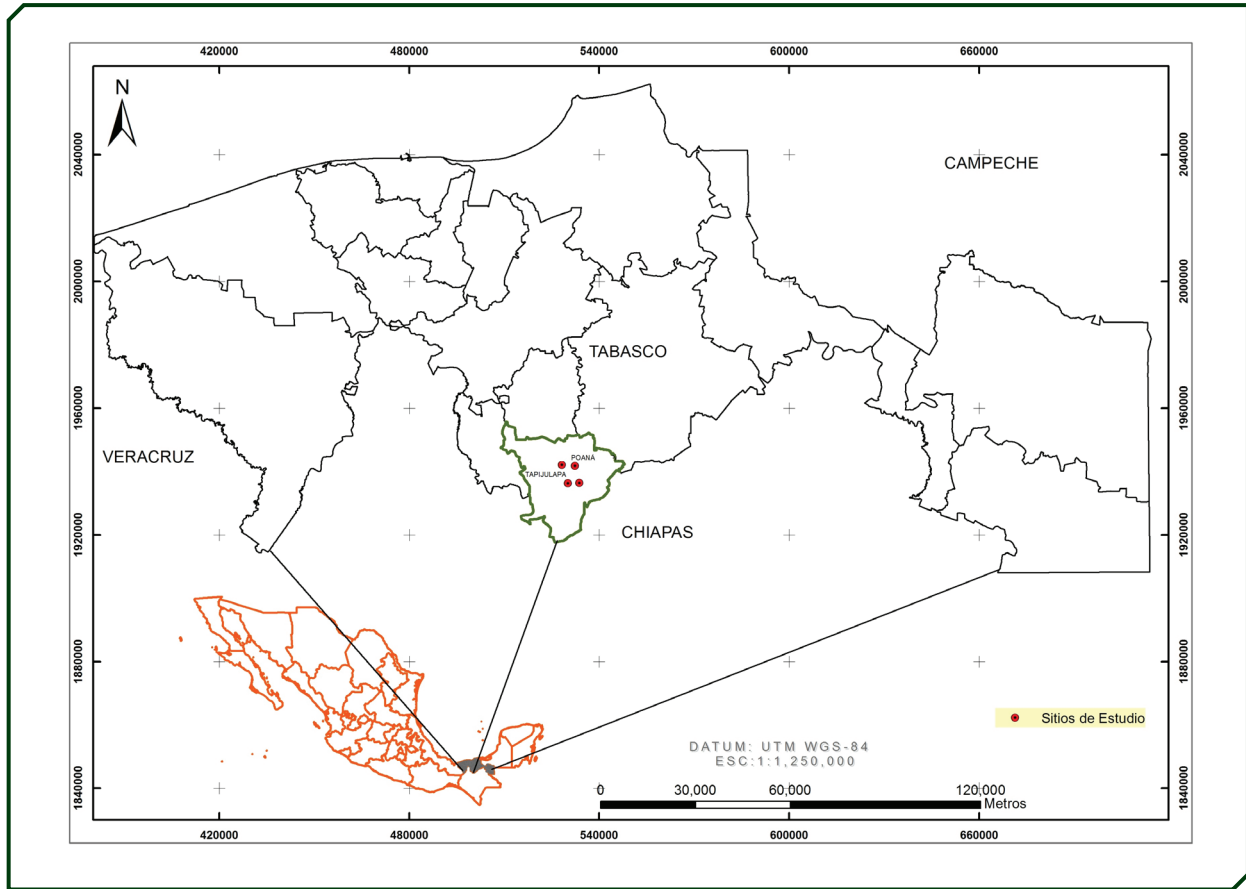 420000 480000 540000 600000 660000
N
2040000 2040000
CAMPECHE
2000000 2000000
TABASCO
1960000 1960000
VERACRUZ
POANÁ
TAPIJULAPA
CHIAPAS
1920000 1920000
1880000 1880000
Sitios de Estudio
DATUM: UTM WGS-84
ESC:1:1,250,000
1840000 1840000
0 30,000 60,000 120,000
Metros
420000 480000 540000 600000 660000